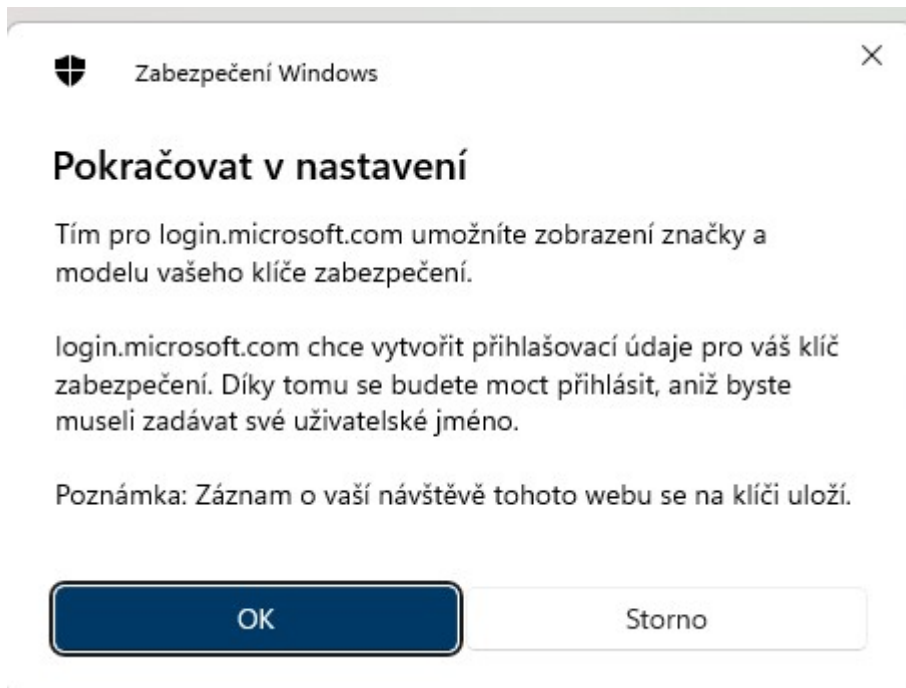 Zabezpečení Windows
Pokračovat v nastavení
Tím pro login.microsoft.com umožníte zobrazení značky a
modelu vašeho klíče zabezpečení.
login.microsoft.com chce vytvořit přihlašovací údaje pro váš klíč
zabezpečení. Díky tomu se budete moct přihlásit, aniž byste
museli zadávat své uživatelské jméno.
Poznámka: Záznam o vaší návštěvě tohoto webu se na klíči uloží.
OK
Storno